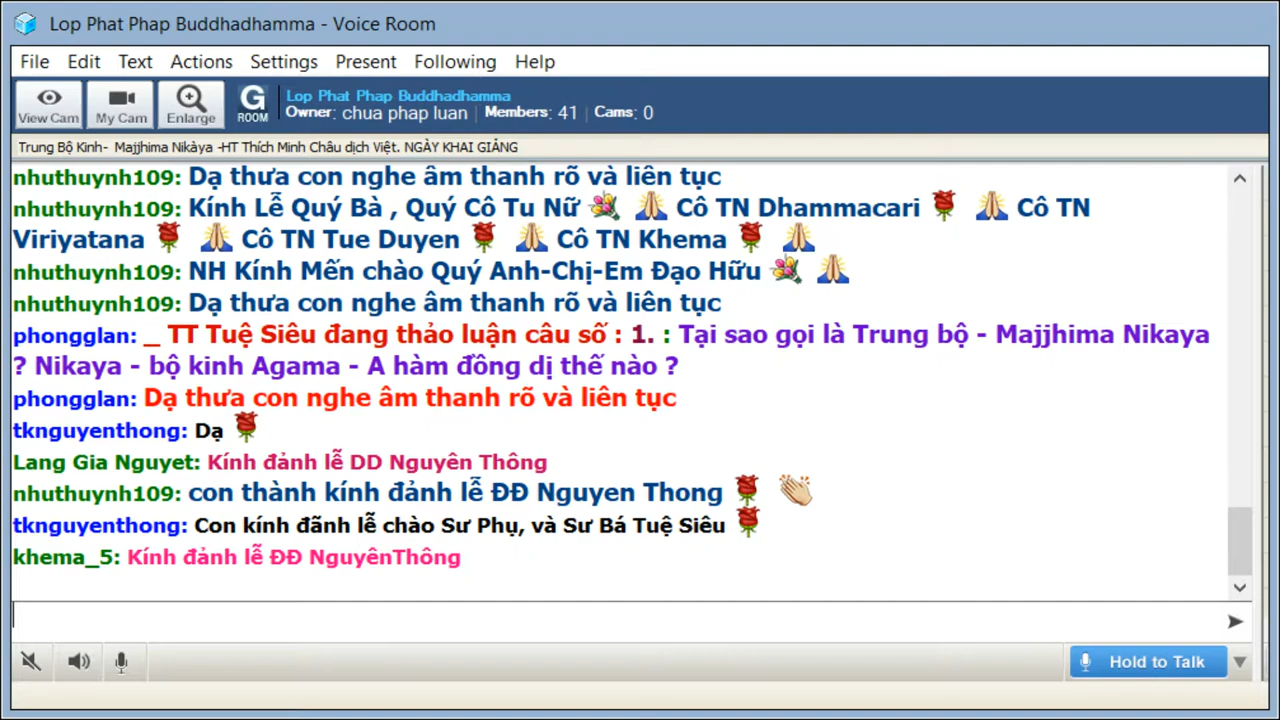 Lop Phat Phap Buddhadhamma - Voice Room
File Edit Text Actions Settings Present Following Help
View Cam My Cam Enlarge G ROOM Lop Phat Phap Buddhadhamma
Owner: chua phap luan | Members: 41 | Cams: 0
Trung Bộ Kinh- Majjhima Nikàya -HT Thích Minh Châu dịch Việt. NGÀY KHAI GIẢNG
nhuthuynh109: Dạ thưa con nghe âm thanh rõ và liên tục
nhuthuynh109: Kính Lễ Quý Bà , Quý Cô Tu Nữ 💐 🙏 Cô TN Dhammacari 🌹 🙏 Cô TN
Viriyatana 🌹 🙏 Cô TN Tue Duyen 🌹 🙏 Cô TN Khema 🌹 🙏
nhuthuynh109: NH Kính Mến chào Quý Anh-Chị-Em Đạo Hữu 💐 🙏
nhuthuynh109: Dạ thưa con nghe âm thanh rõ và liên tục
phongglan: _ TT Tuệ Siêu đang thảo luận câu số : 1. : Tại sao gọi là Trung bộ - Majjhima Nikaya
? Nikaya - bộ kinh Agama - A hàm đồng dị thế nào ?
phongglan: Dạ thưa con nghe âm thanh rõ và liên tục
tknguyenthong: Dạ 🌹
Lang Gia Nguyet: Kính đảnh lễ DD Nguyên Thông
nhuthuynh109: con thành kính đảnh lễ ĐĐ Nguyen Thong 🌹 👏
tknguyenthong: Con kính đãnh lễ chào Sư Phụ, và Sư Bá Tuệ Siêu 🌹
khema_5: Kính đảnh lễ ĐĐ NguyênThông
Hold to Talk